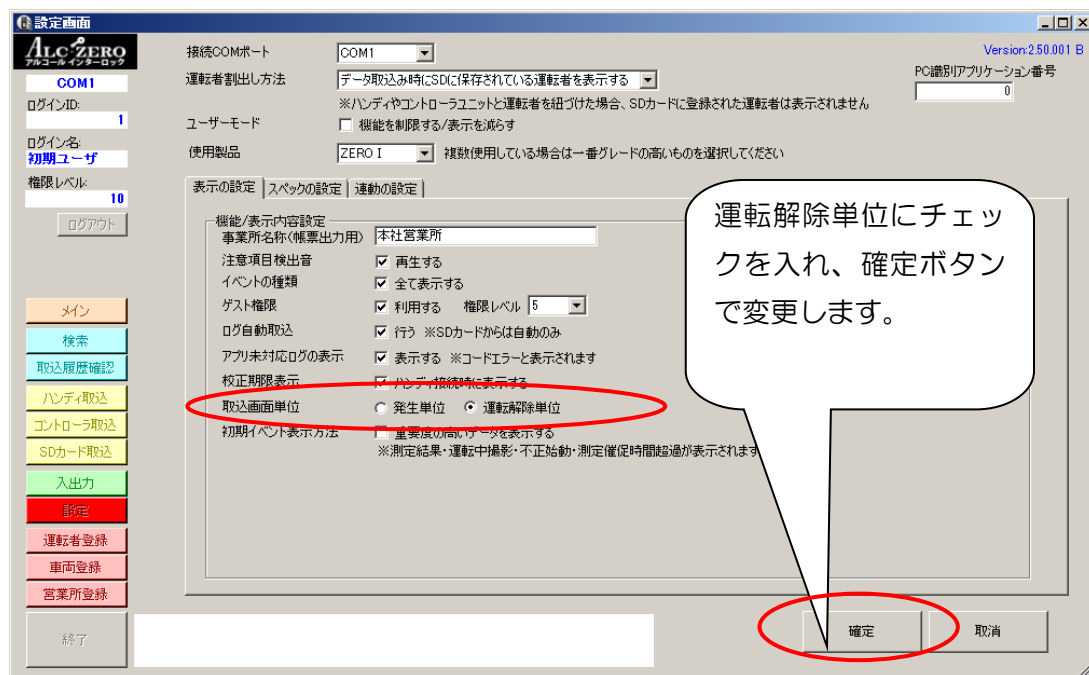 設定画面
ALC ZERO
アルコールインターロック
COM1
ログインID:
1
ログイン名:
初期ユーザ
権限レベル:
10
ログアウト
メイン
検索
取込履歴確認
ハンディ取込
コントローラ取込
SDカード取込
入出力
設定
運転者登録
車両登録
営業所登録
終了
接続COMポート COM1
Version:2.50.001 B
運転者割出し方法 データ取込み時にSDに保存されている運転者を表示する
PC識別アプリケーション番号
0
※ハンディやコントローラユニットと運転者を紐づけた場合、SDカードに登録された運転者は表示されません
ユーザーモード 機能を制限する/表示を減らす
使用製品 ZERO I 複数使用している場合は一番グレードの高いものを選択してください
表示の設定 スペックの設定 連動の設定
機能/表示内容設定
事業所名称(帳票出力用) 本社営業所
注意項目検出音 再生する
イベントの種類 全て表示する
ゲスト権限 利用する 権限レベル 5
ログ自動取込 行う ※SDカードからは自動のみ
アプリ未対応ログの表示 表示する ※コードエラーと表示されます
校正期限表示 ハンディ接続時に表示する
取込画面単位 発生単位 運転解除単位
初期イベント表示方法 重要度の高いデータを表示する
※測定結果・運転中撮影・不正始動・測定催促時間超過が表示されます
運転解除単位にチェッ
クを入れ、確定ボタン
で変更します。
確定 取消